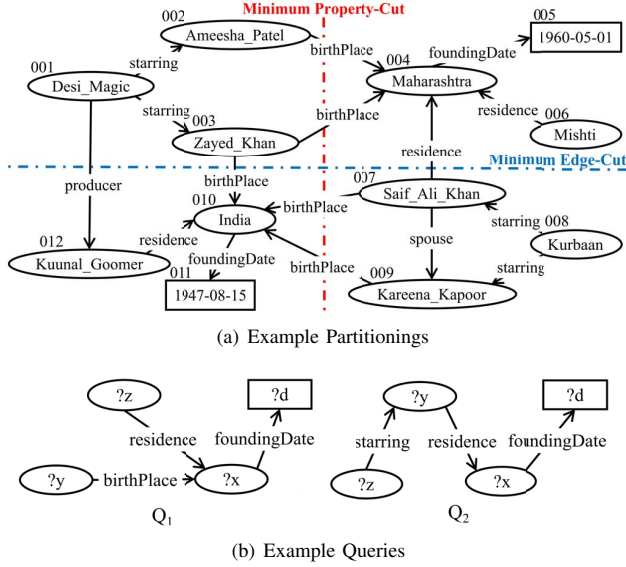 Minimum Property-Cut
002
Ameesha_Patel
005
1960-05-01
001
Desi_Magic
starring
birthPlace
004
Maharashtra
foundingDate
starring
003
Zayed_Khan
birthPlace
residence
006
Mishti
residence
Minimum Edge-Cut
producer
birthPlace
010
India
birthPlace
007
Saif_Ali_Khan
starring
008
Kurbaan
012
Kuunal_Goomer
residence
foundingDate
011
1947-08-15
birthPlace
spouse
009
Kareena_Kapoor
starring
(a) Example Partitionings
?z
?d
?y
?d
residence
foundingDate
starring
residence
foundingDate
?y
birthPlace
?x
?z
?x
Q1
Q2
(b) Example Queries